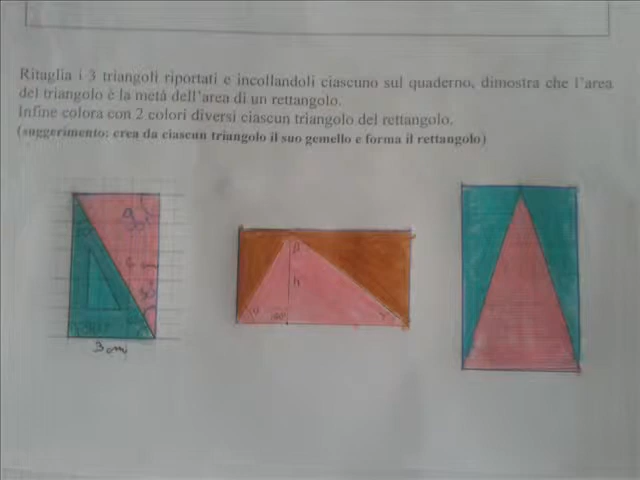 Ritaglia i 3 triangoli riportati e incollandoli ciascuno sul quaderno, dimostra che l'area
del triangolo è la metà dell'area di un rettangolo.
Infine colora con 2 colori diversi ciascun triangolo del rettangolo.
(suggerimento: crea da ciascun triangolo il suo gemello e forma il rettangolo)
β
h
3 cm